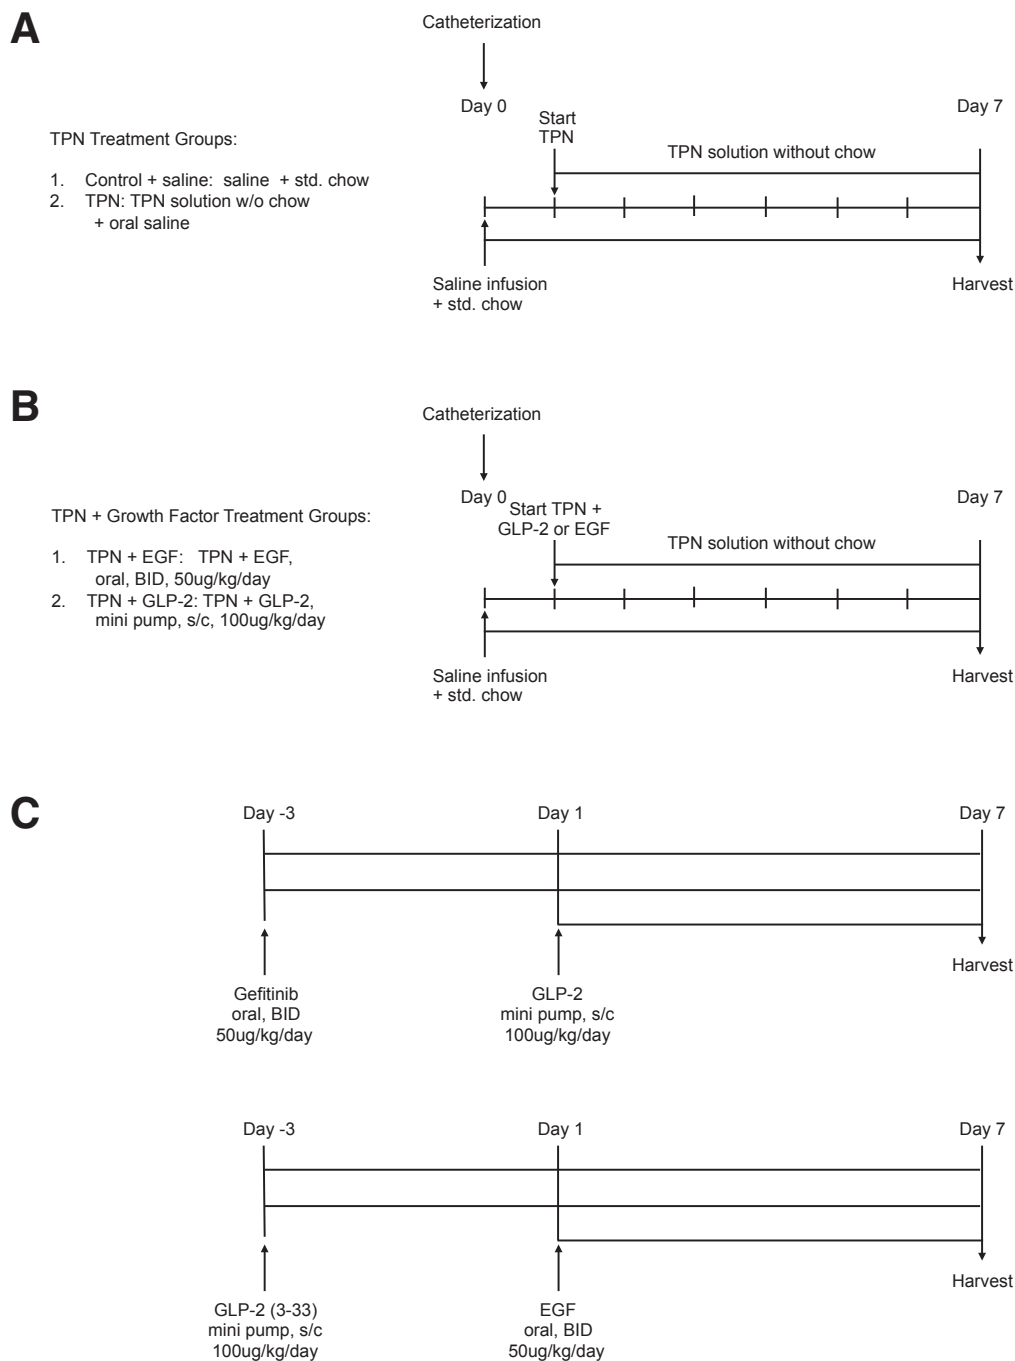 A
Catheterization
Day 0
Day 7
Start
TPN
TPN solution without chow
TPN Treatment Groups:
1. Control + saline: saline + std. chow
2. TPN: TPN solution w/o chow
+ oral saline
Saline infusion
+ std. chow
Harvest
B
Catheterization
Day 0
Day 7
Start TPN +
GLP-2 or EGF
TPN solution without chow
TPN + Growth Factor Treatment Groups:
1. TPN + EGF: TPN + EGF,
oral, BID, 50ug/kg/day
2. TPN + GLP-2: TPN + GLP-2,
mini pump, s/c, 100ug/kg/day
Saline infusion
+ std. chow
Harvest
C
Day -3
Day 1
Day 7
Harvest
Gefitinib
oral, BID
50ug/kg/day
GLP-2
mini pump, s/c
100ug/kg/day
Day -3
Day 1
Day 7
Harvest
GLP-2 (3-33)
mini pump, s/c
100ug/kg/day
EGF
oral, BID
50ug/kg/day